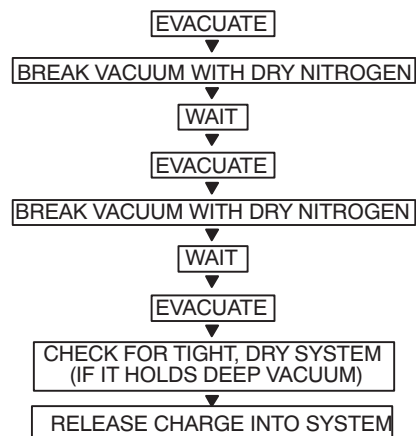 EVACUATE
BREAK VACUUM WITH DRY NITROGEN
WAIT
EVACUATE
BREAK VACUUM WITH DRY NITROGEN
WAIT
EVACUATE
CHECK FOR TIGHT, DRY SYSTEM
(IF IT HOLDS DEEP VACUUM)
RELEASE CHARGE INTO SYSTEM